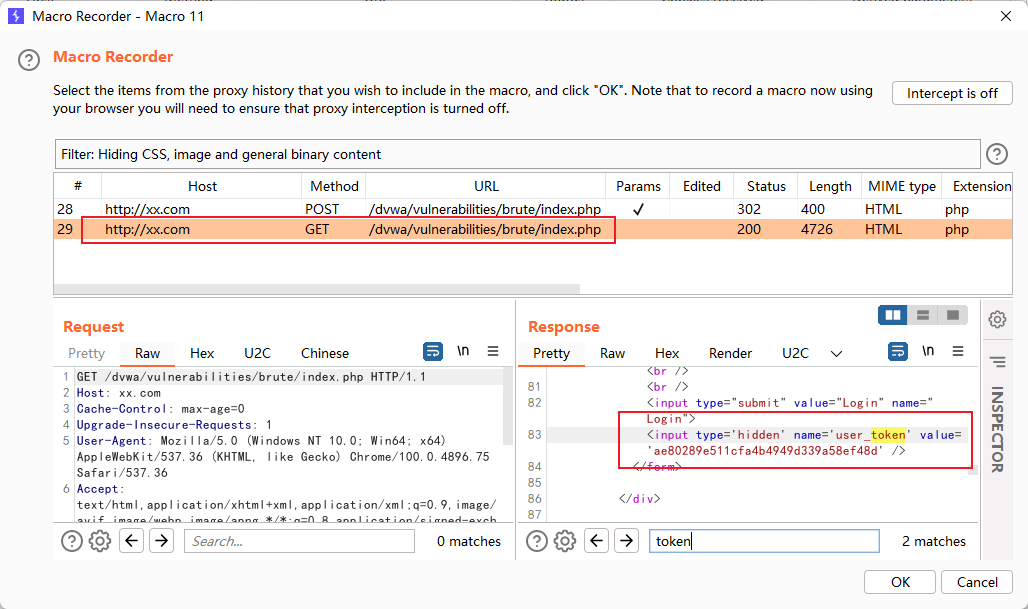 Macro Recorder - Macro 11
Macro Recorder
Select the items from the proxy history that you wish to include in the macro, and click "OK". Note that to record a macro now using
your browser you will need to ensure that proxy interception is turned off.
Intercept is off
Filter: Hiding CSS, image and general binary content
# Host Method URL Params Edited Status Length MIME type Extension
28 http://xx.com POST /dvwa/vulnerabilities/brute/index.php ✓ 302 400 HTML php
29 http://xx.com GET /dvwa/vulnerabilities/brute/index.php 200 4726 HTML php
Request
Pretty Raw Hex U2C Chinese \n
1 GET /dvwa/vulnerabilities/brute/index.php HTTP/1.1
2 Host: xx.com
3 Cache-Control: max-age=0
4 Upgrade-Insecure-Requests: 1
5 User-Agent: Mozilla/5.0 (Windows NT 10.0; Win64; x64)
AppleWebKit/537.36 (KHTML, like Gecko) Chrome/100.0.4896.75
Safari/537.36
6 Accept:
text/html,application/xhtml+xml,application/xml;q=0.9,image/
avif,image/webp,image/apng,*/*;q=0.8,application/signed-exch
Search...
0 matches
Response
Pretty Raw Hex Render U2C \n
<br />
81 <br />
82 <input type="submit" value="Login" name="
Login">
83 <input type='hidden' name='user_token' value=
'ae80289e511cfa4b4949d339a58ef48d' />
84 </form>
85
86 </div>
87
token
2 matches
INSPECTOR
OK
Cancel